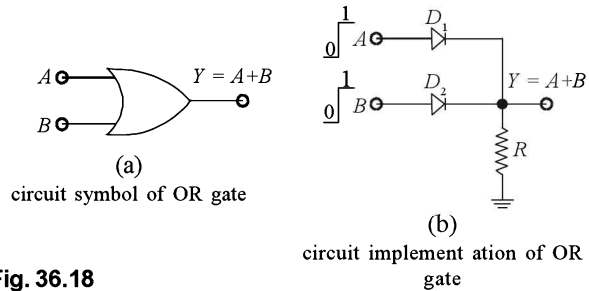 A
B
Y = A+B
(a)
circuit symbol of OR gate
1
0
A
D1
1
0
B
D2
Y = A+B
R
(b)
circuit implement ation of OR
gate
Fig. 36.18